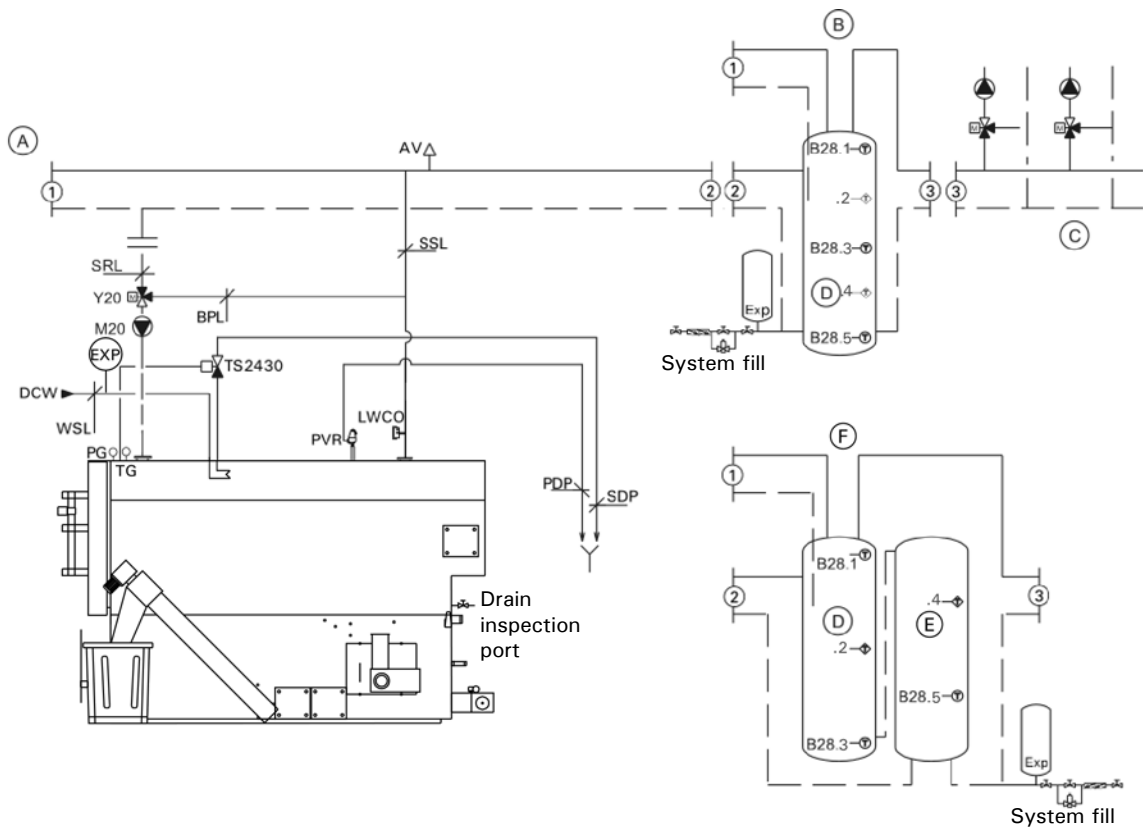 B
1
A
AV
B28.1
T
M
M
1
2
2
3
3
.2
T
SSL
B28.3
T
C
SRL
Y20
M
BPL
D
.4
T
M20
Exp
EXP
TS2430
B28.5
T
System fill
DCW
WSL
LWCO
PVR
PG
TG
F
1
PDP
SDP
B28.1
T
2
D
.4
T
E
3
Drain
inspection
port
.2
T
B28.5
T
B28.3
T
Exp
System fill